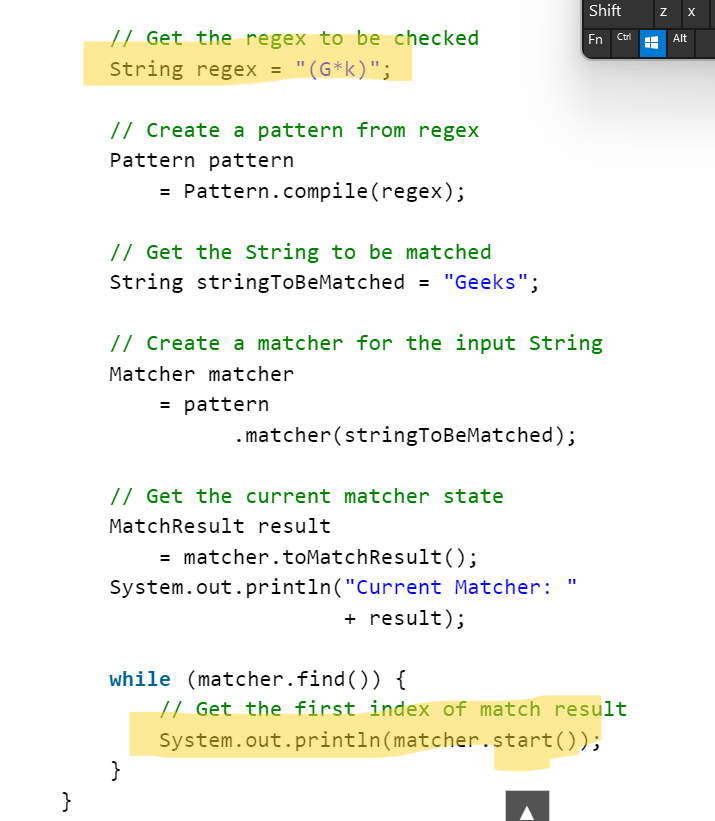 Shift z x
Fn Ctrl Alt
// Get the regex to be checked
String regex = "(G*k)";
// Create a pattern from regex
Pattern pattern
= Pattern.compile(regex);
// Get the String to be matched
String stringToBeMatched = "Geeks";
// Create a matcher for the input String
Matcher matcher
= pattern
.matcher(stringToBeMatched);
// Get the current matcher state
MatchResult result
= matcher.toMatchResult();
System.out.println("Current Matcher: "
+ result);
while (matcher.find()) {
// Get the first index of match result
System.out.println(matcher.start());
}
}